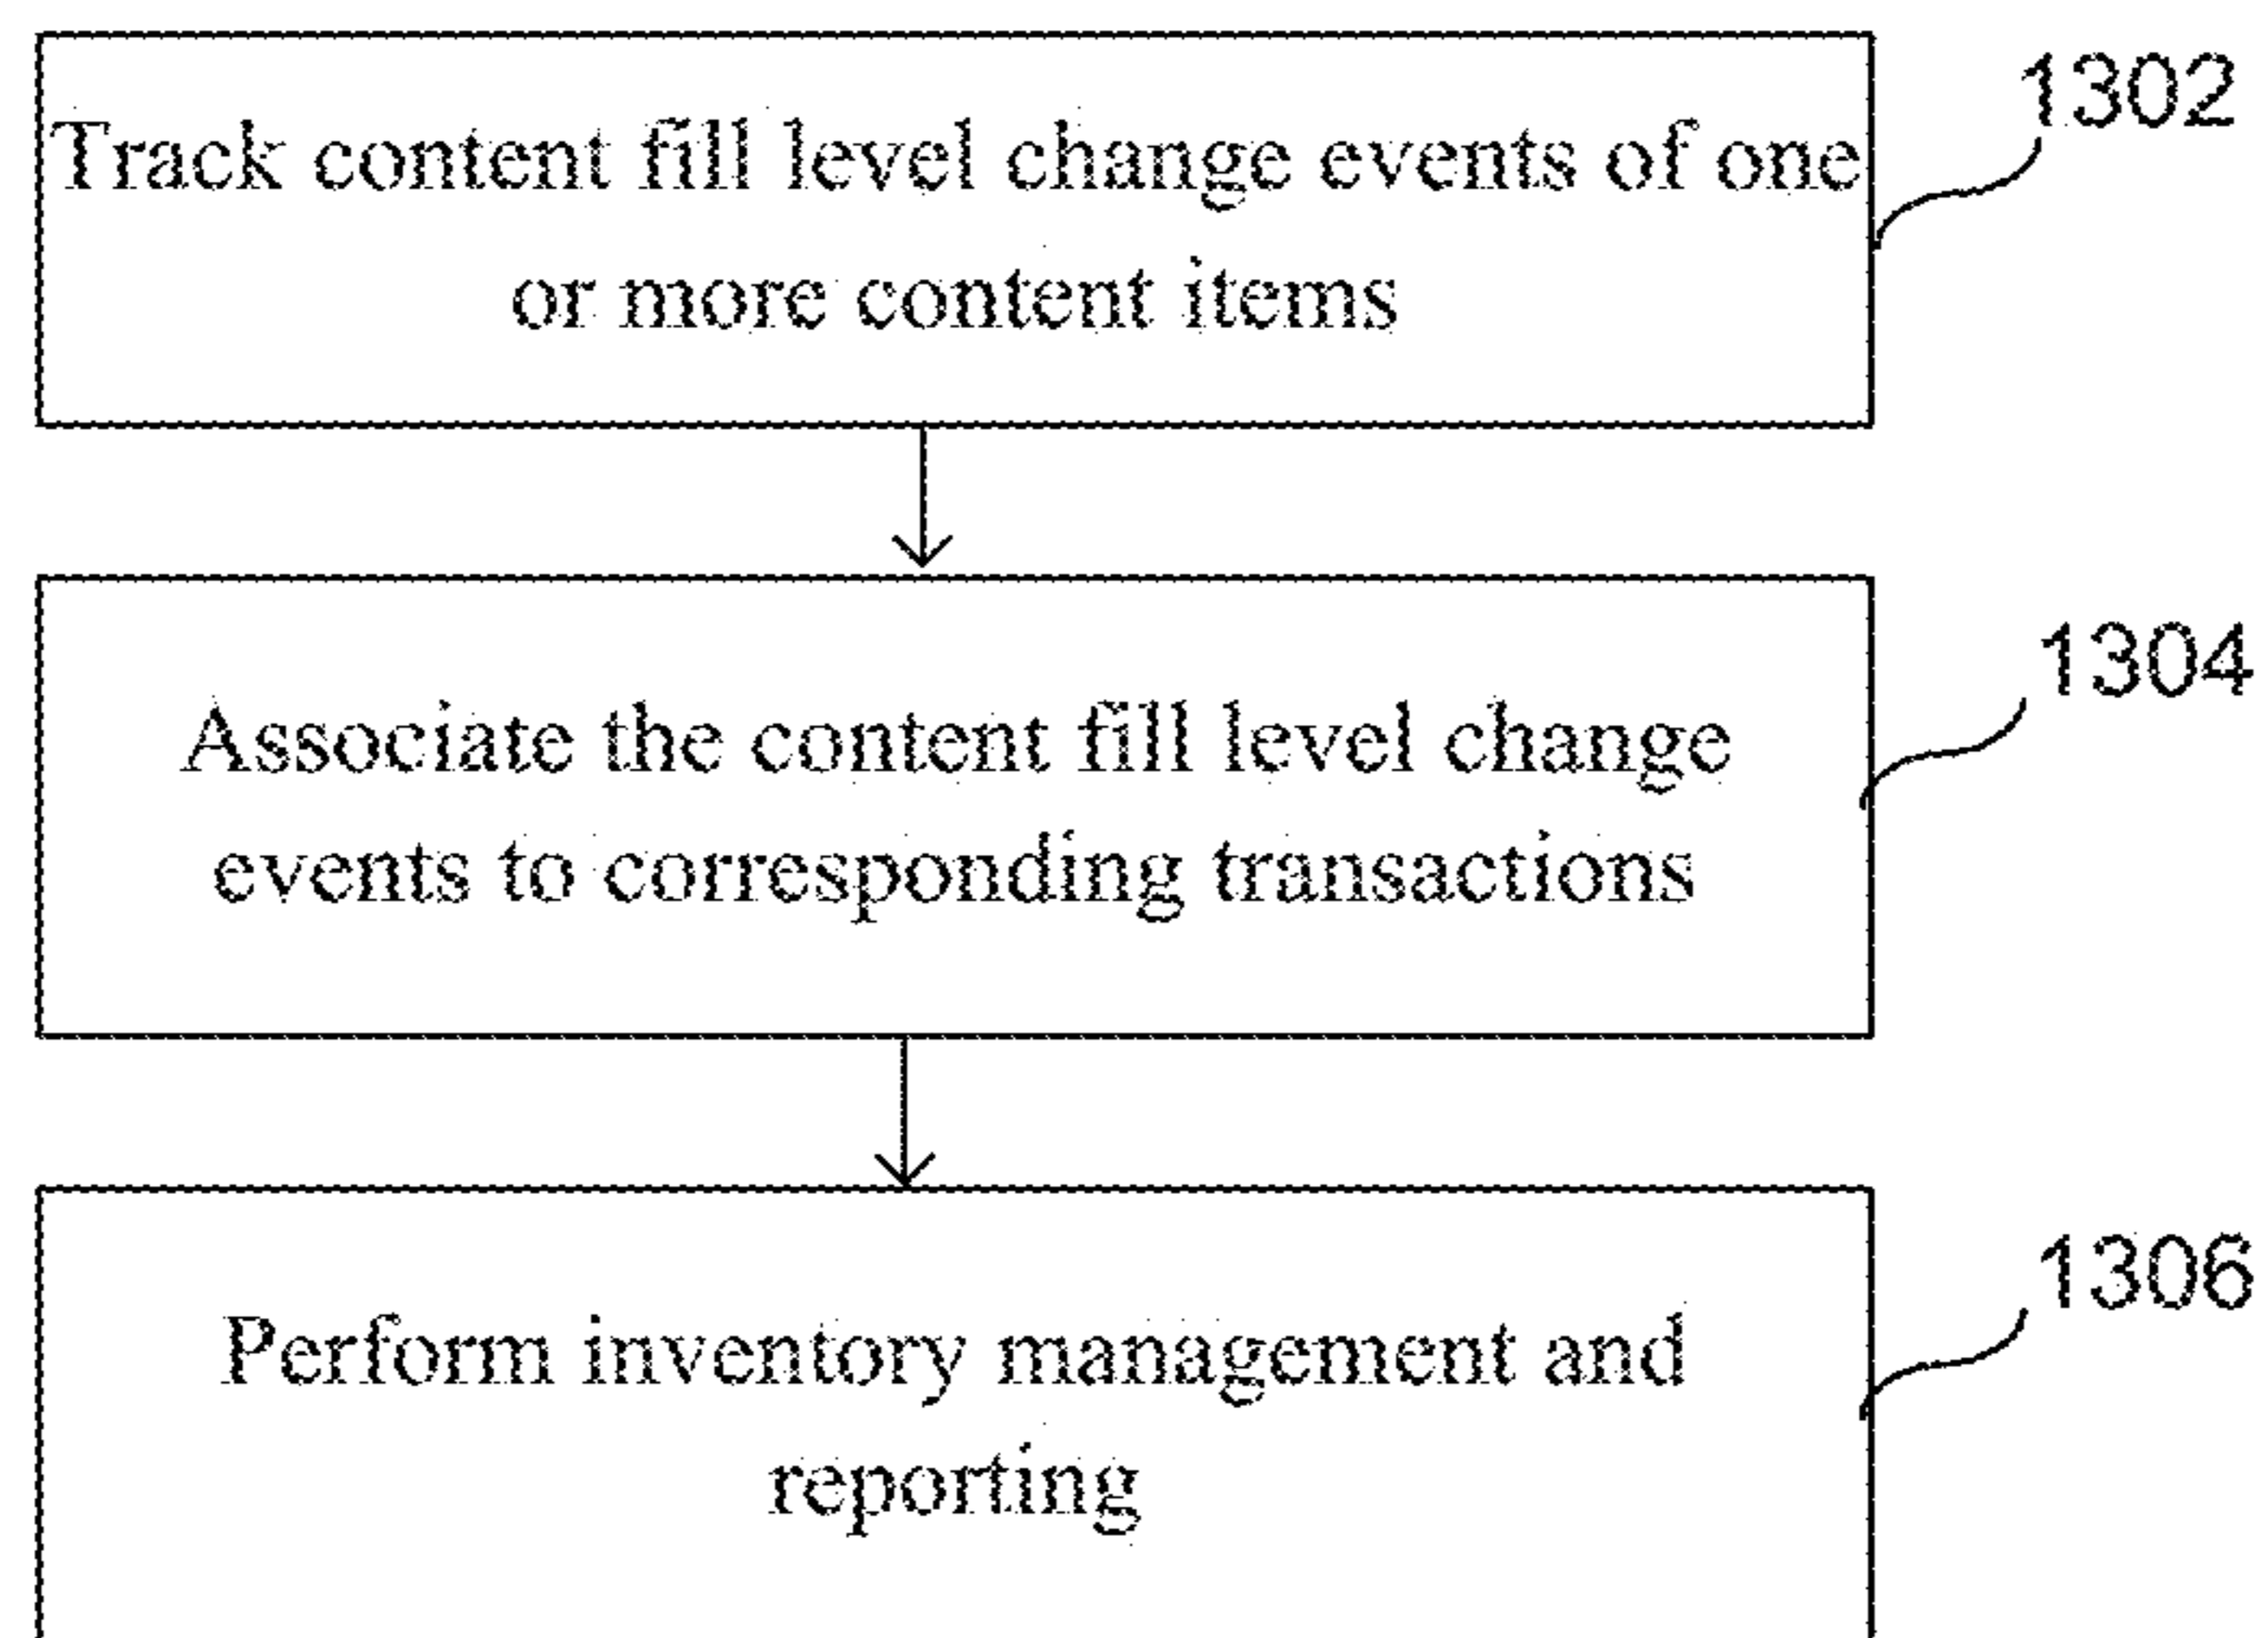 1302
Track content fill level change events of one
or more content items
1304
Associate the content fill level change
events to corresponding transactions
1306
Perform inventory management and
reporting